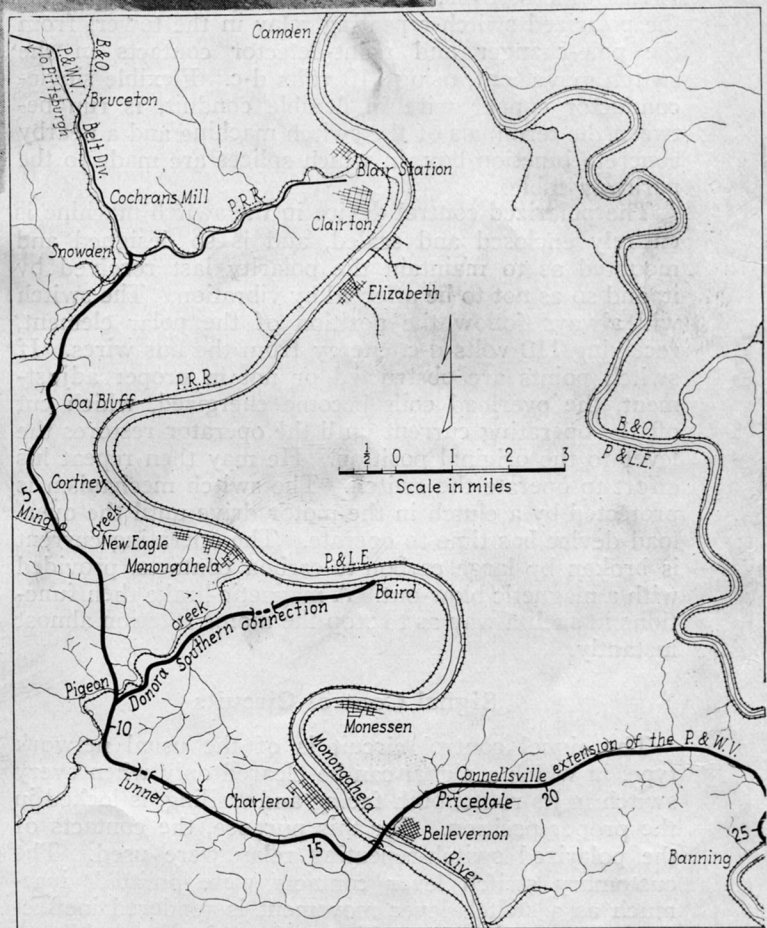 Camden
B.&O.
P.&W.V.
To Pittsburgh
Bruceton
Belt Div.
Blair Station
Cochrans Mill
P.R.R.
Clairton
Snowden
Elizabeth
P.R.R.
Coal Bluff
B.&O.
P.&L.E.
½ 0 1 2 3
Scale in miles
Cortney
5
Mingo
creek
New Eagle
Monongahela
P.&L.E.
Baird
creek
Donora Southern connection
Pigeon
10
Monessen
Tunnel
Monongahela
River
Connellsville extension of the P.&W.V.
Pricedale
20
Charleroi
Bellevernon
15
25
Banning